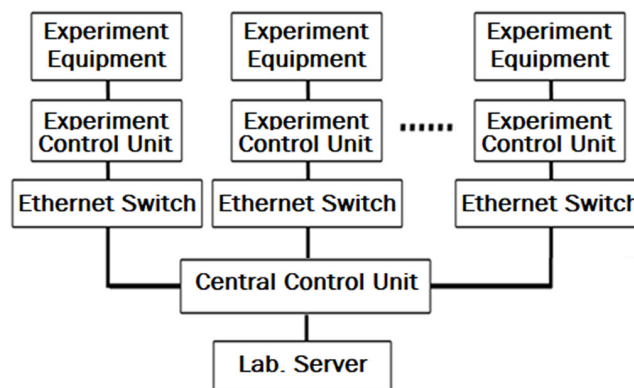 Experiment
Equipment
Experiment
Equipment
Experiment
Equipment
Experiment
Control Unit
Experiment
Control Unit
Experiment
Control Unit
Ethernet Switch
Ethernet Switch
Ethernet Switch
Central Control Unit
Lab. Server